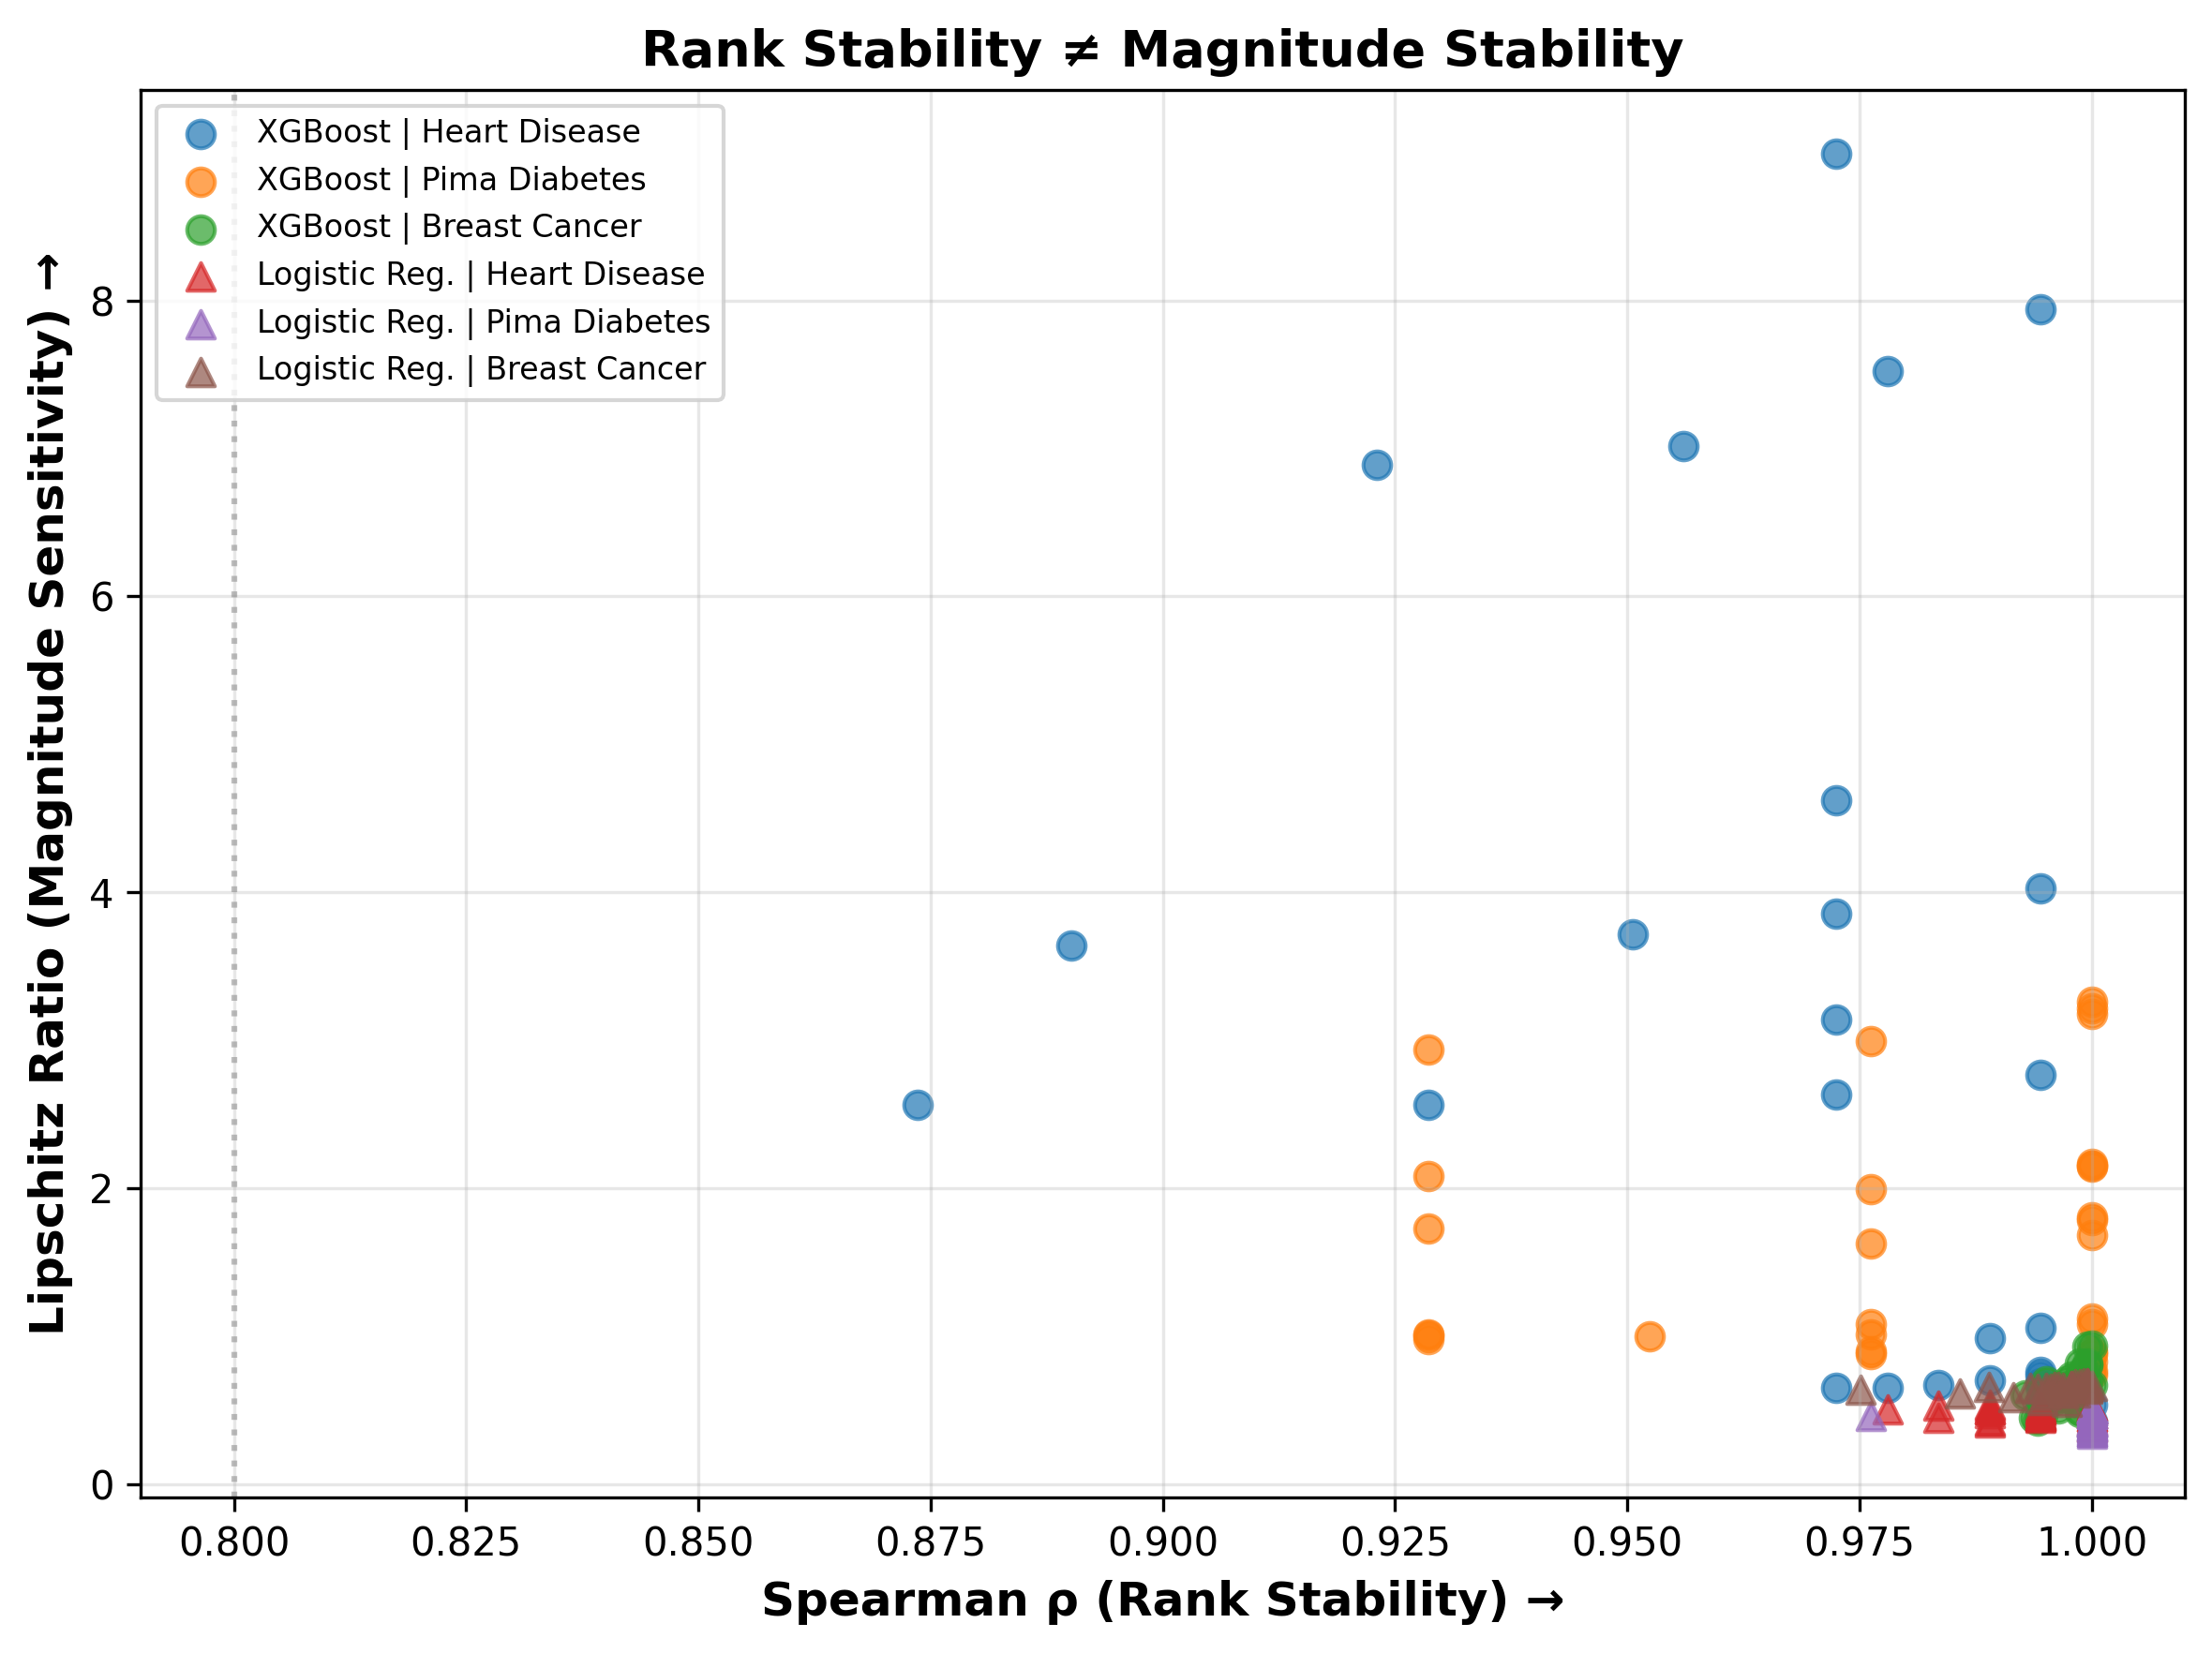 Rank Stability ≠ Magnitude Stability
XGBoost | Heart Disease
XGBoost | Pima Diabetes
XGBoost | Breast Cancer
Logistic Reg. | Heart Disease
Logistic Reg. | Pima Diabetes
Logistic Reg. | Breast Cancer
Lipschitz Ratio (Magnitude Sensitivity) →
8
6
4
2
0
0.800 0.825 0.850 0.875 0.900 0.925 0.950 0.975 1.000
Spearman ρ (Rank Stability) →